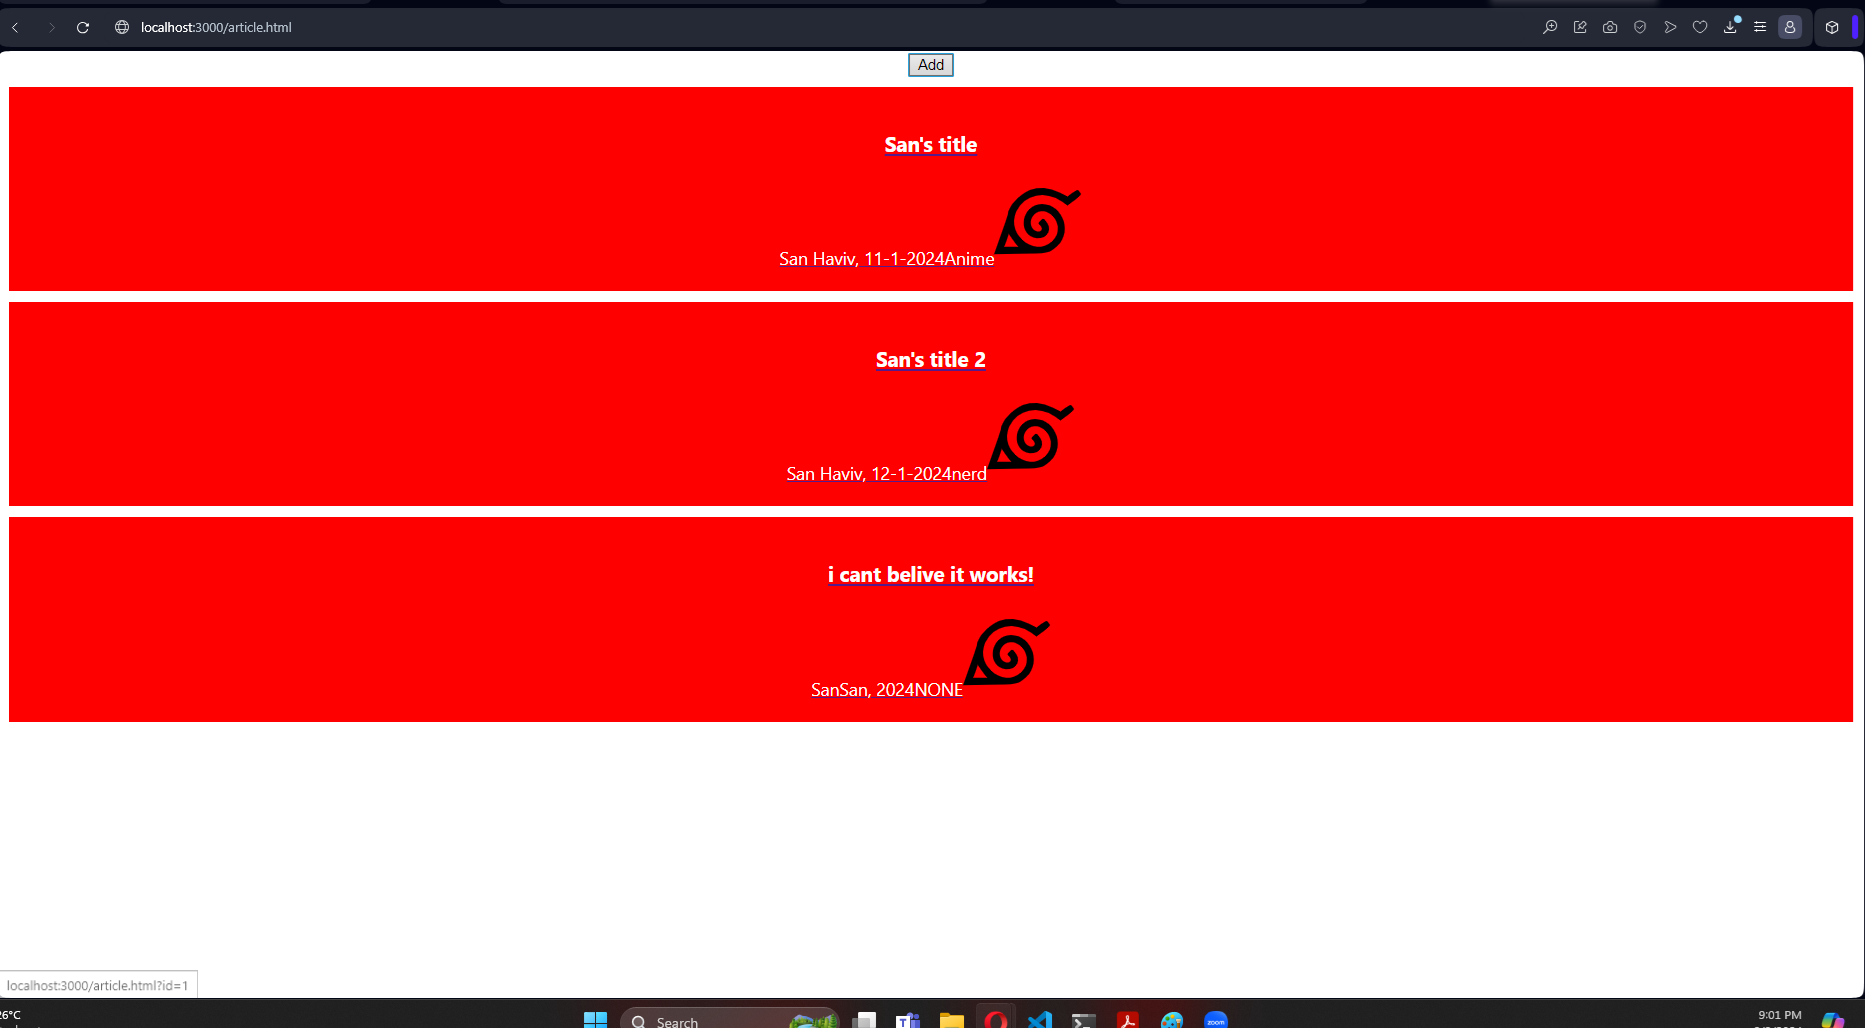 localhost:3000/article.html
Add
San's title
San Haviv, 11-1-2024Anime
San's title 2
San Haviv, 12-1-2024nerd
i cant belive it works!
SanSan, 2024NONE
localhost:3000/article.html?id=1
26°C
Search
zoom
9:01 PM